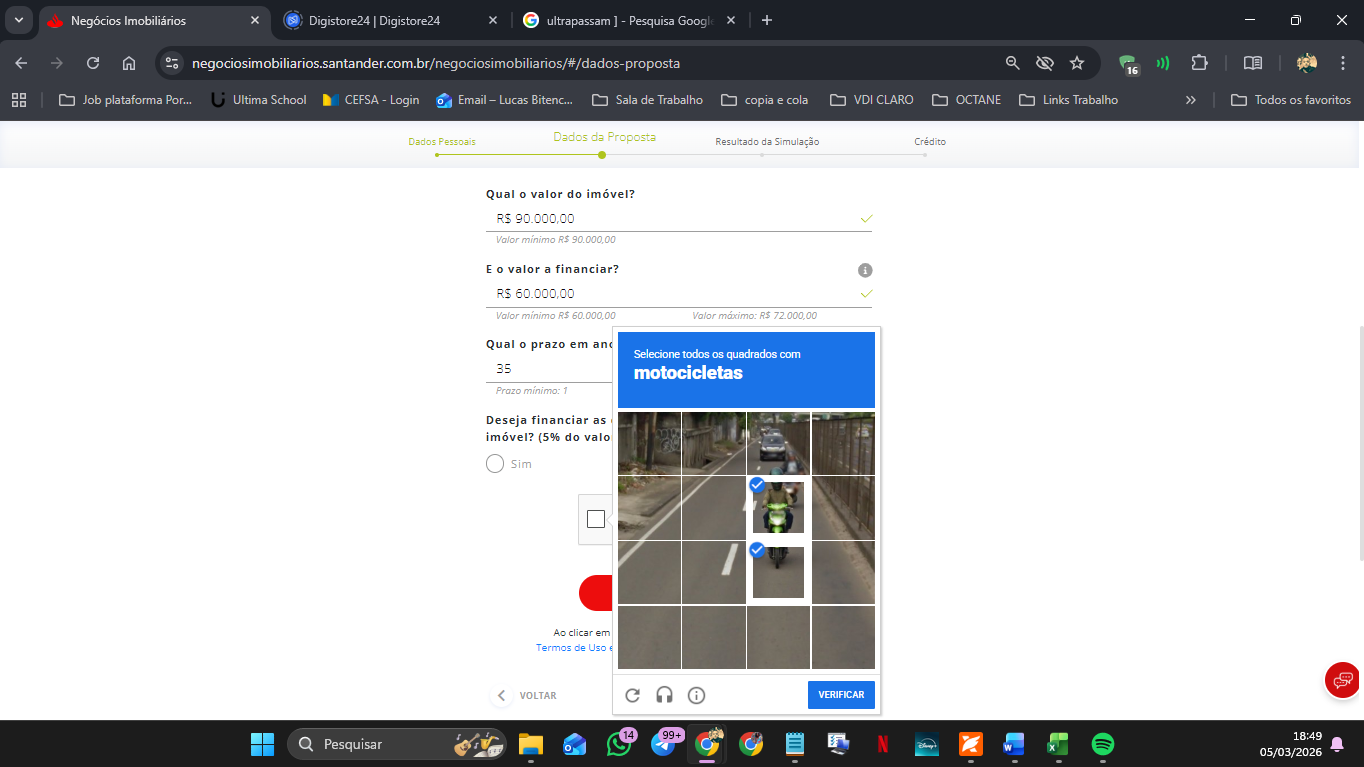 Negócios Imobiliários
Digistore24 | Digistore24
ultrapassam ] - Pesquisa Google
negociosimobiliarios.santander.com.br/negociosimobiliarios/#/dados-proposta
16
Job plataforma Por...
Ultima School
CEFSA - Login
Email – Lucas Bitenc...
Sala de Trabalho
copia e cola
VDI CLARO
OCTANE
Links Trabalho
Todos os favoritos
Dados Pessoais
Dados da Proposta
Resultado da Simulação
Crédito
Qual o valor do imóvel?
R$ 90.000,00
Valor mínimo R$ 90.000,00
E o valor a financiar?
R$ 60.000,00
Valor mínimo R$ 60.000,00
Valor máximo: R$ 72.000,00
Qual o prazo em ano
35
Prazo mínimo: 1
Deseja financiar as
imóvel? (5% do valo
Sim
Selecione todos os quadrados com
motocicletas
Ao clicar em
Termos de Uso e
VOLTAR
VERIFICAR
Pesquisar
14
99+
18:49
05/03/2026